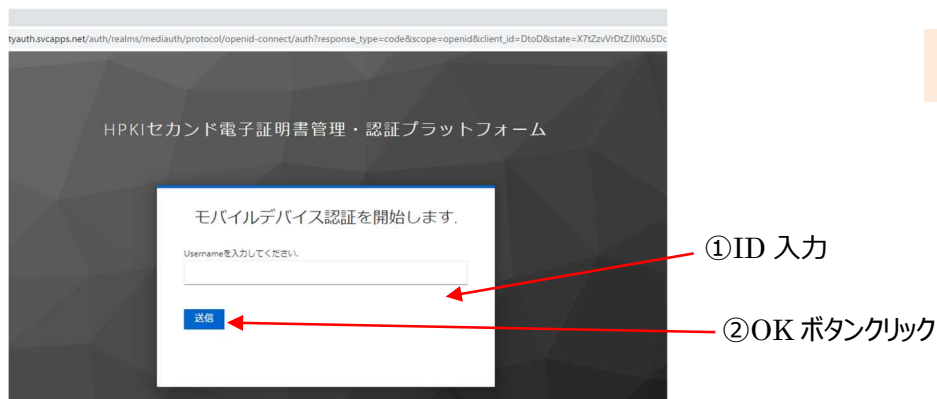 tyauth.svcapps.net/auth/realms/mediauth/protocol/openid-connect/auth?response_type=code&scope=openid&client_id=DtoD&state=X7tZzvVrDtZJI0Xu5Dc
HPKIセカンド電子証明書管理・認証プラットフォーム
モバイルデバイス認証を開始します.
Usernameを入力してください.
①ID 入力
送信
②OK ボタンクリック